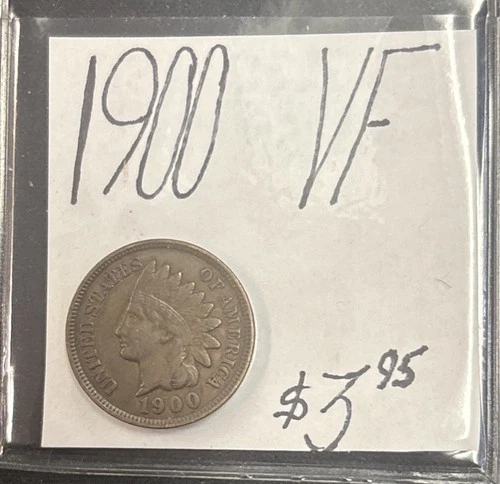 1900 VF
UNITED STATES OF AMERICA
1900
$3.95